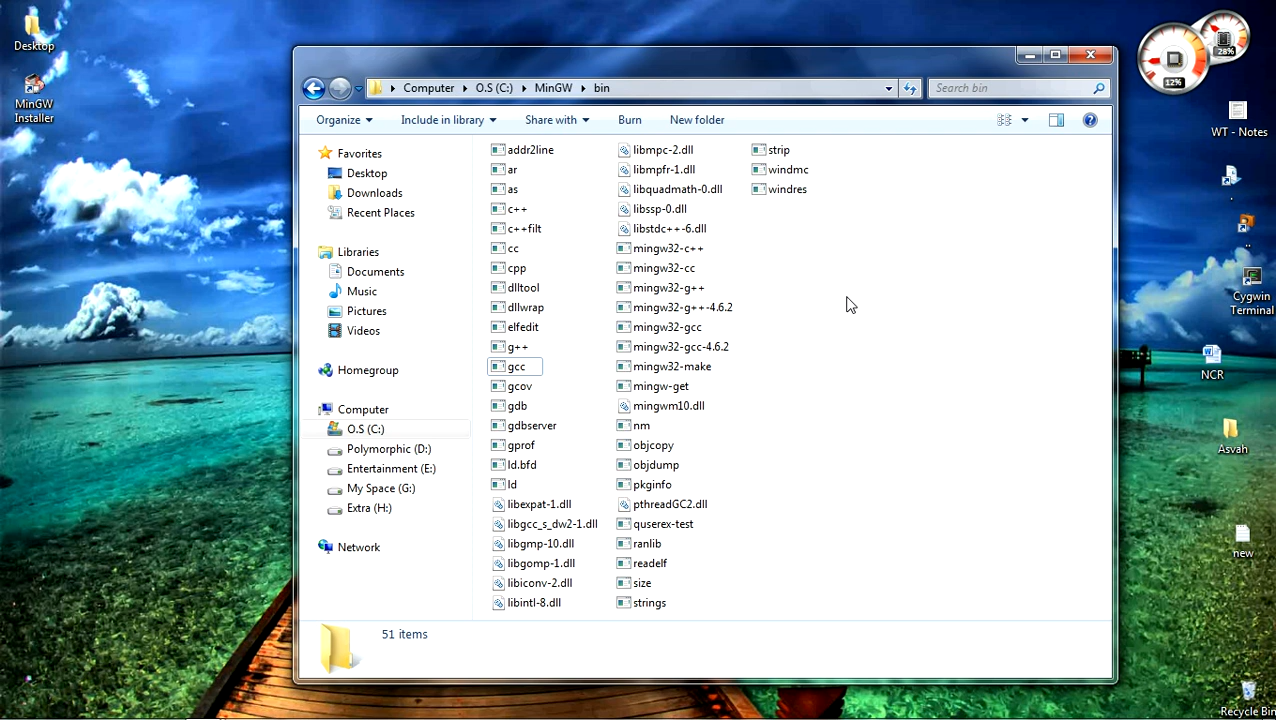 Desktop
MinGW
Installer
12%
28%
WT - Notes
Cygwin
Terminal
NCR
Asvah
new
Recycle Bin
Computer
O.S (C:)
MinGW
bin
Search bin
Organize
Include in library
Share with
Burn
New folder
Favorites
Desktop
Downloads
Recent Places
Libraries
Documents
Music
Pictures
Videos
Homegroup
Computer
O.S (C:)
Polymorphic (D:)
Entertainment (E:)
My Space (G:)
Extra (H:)
Network
addr2line
ar
as
c++
c++filt
cc
cpp
dlltool
dllwrap
elfedit
g++
gcc
gcov
gdb
gdbserver
gprof
ld.bfd
ld
libexpat-1.dll
libgcc_s_dw2-1.dll
libgmp-10.dll
libgomp-1.dll
libiconv-2.dll
libintl-8.dll
libmpc-2.dll
libmpfr-1.dll
libquadmath-0.dll
libssp-0.dll
libstdc++-6.dll
mingw32-c++
mingw32-cc
mingw32-g++
mingw32-g++-4.6.2
mingw32-gcc
mingw32-gcc-4.6.2
mingw32-make
mingw-get
mingwm10.dll
nm
objcopy
objdump
pkginfo
pthreadGC2.dll
quserex-test
ranlib
readelf
size
strings
strip
windmc
windres
51 items